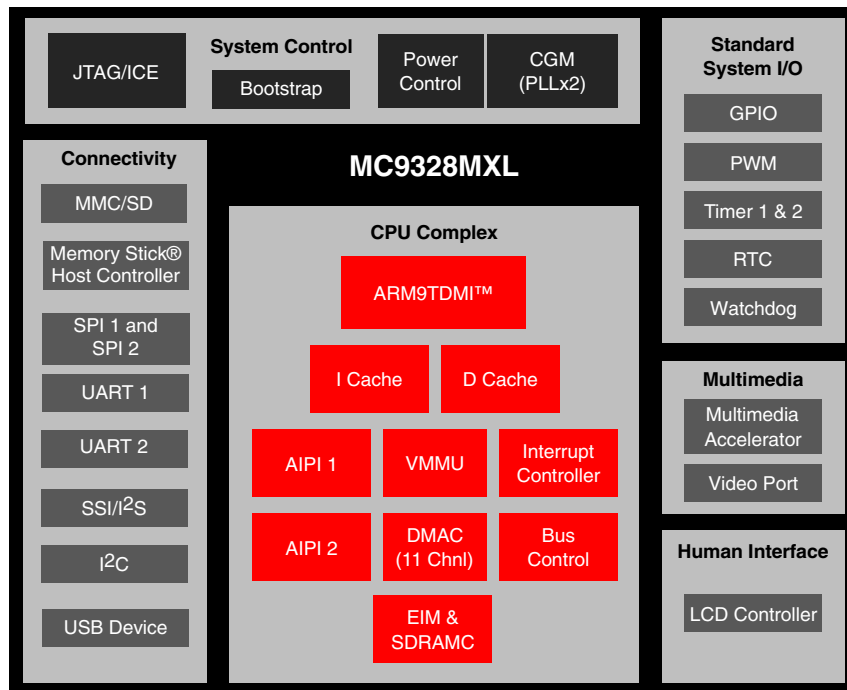 System Control
JTAG/ICE
Bootstrap
Power
Control
CGM
(PLLx2)
Standard
System I/O
GPIO
PWM
Timer 1 & 2
RTC
Watchdog
Connectivity
MMC/SD
Memory Stick®
Host Controller
SPI 1 and
SPI 2
UART 1
UART 2
SSI/I2S
I2C
USB Device
MC9328MXL
CPU Complex
ARM9TDMI™
I Cache
D Cache
AIPI 1
VMMU
Interrupt
Controller
AIPI 2
DMAC
(11 Chnl)
Bus
Control
EIM &
SDRAMC
Multimedia
Multimedia
Accelerator
Video Port
Human Interface
LCD Controller